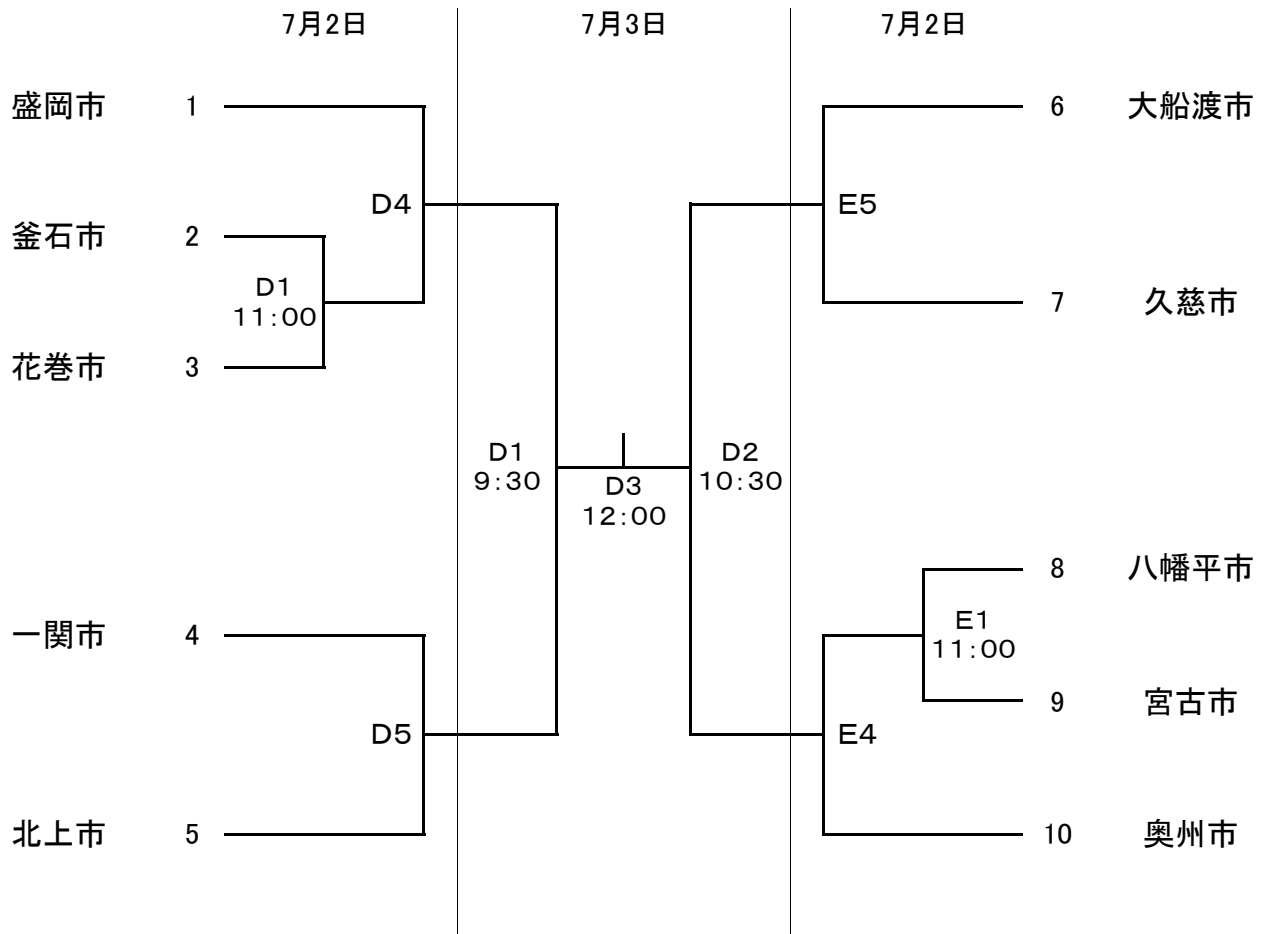 7月2日 7月3日 7月2日
盛岡市 1
釜石市 2
花巻市 3
一関市 4
北上市 5
D4
D1
11:00
D5
D1
9:30
D3
12:00
D2
10:30
E5
E1
11:00
E4
6 大船渡市
7 久慈市
8 八幡平市
9 宮古市
10 奥州市